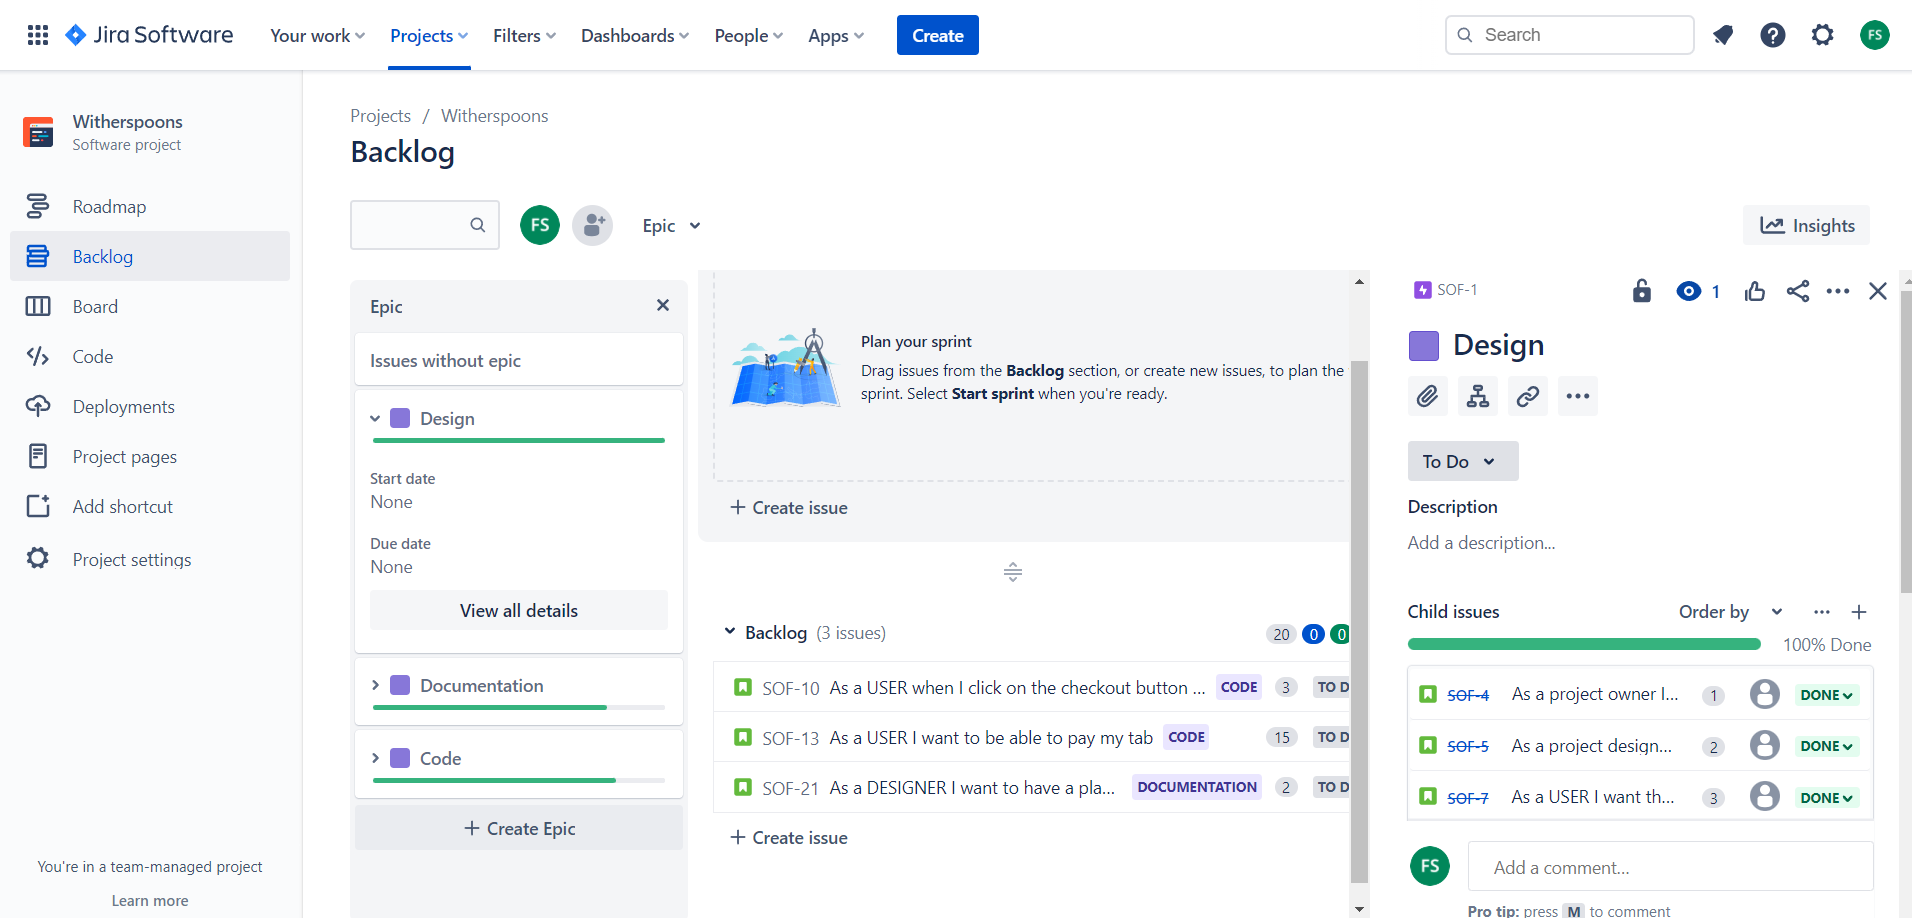 Jira Software
Your work
Projects
Filters
Dashboards
People
Apps
Create
Search
FS
Witherspoons
Software project
Roadmap
Backlog
Board
Code
Deployments
Project pages
Add shortcut
Project settings
You're in a team-managed project
Learn more
Projects / Witherspoons
Backlog
FS
Epic
Insights
Epic
Issues without epic
Design
Start date
None
Due date
None
View all details
Documentation
Code
Create Epic
Plan your sprint
Drag issues from the Backlog section, or create new issues, to plan the
sprint. Select Start sprint when you're ready.
Create issue
Backlog (3 issues)
20 0 0
SOF-10 As a USER when I click on the checkout button ... CODE 3 TO D
SOF-13 As a USER I want to be able to pay my tab CODE 15 TO D
SOF-21 As a DESIGNER I want to have a pla... DOCUMENTATION 2 TO D
Create issue
SOF-1
1
Design
To Do
Description
Add a description...
Child issues
Order by
100% Done
SOF-4 As a project owner I... 1 DONE
SOF-5 As a project design... 2 DONE
SOF-7 As a USER I want th... 3 DONE
FS
Add a comment...
Pro tip: press M to comment